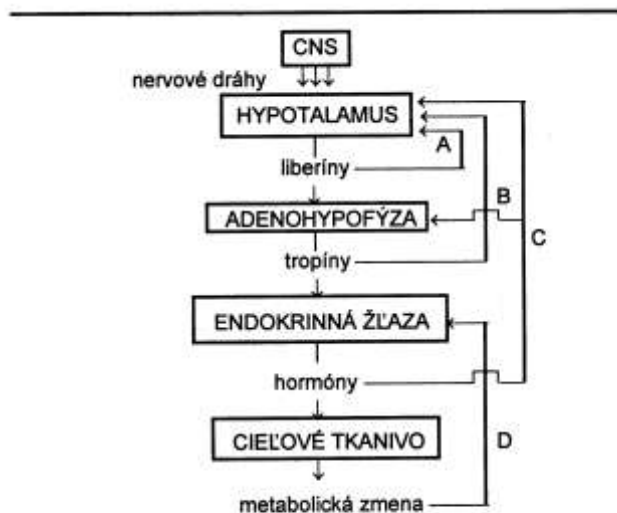 CNS
nervové dráhy
HYPOTALAMUS
A
liberíny
B
ADENOHYPOFÝZA
C
tropíny
ENDOKRINNÁ ŽĽAZA
hormóny
CIEĽOVÉ TKANIVO
D
metabolická zmena